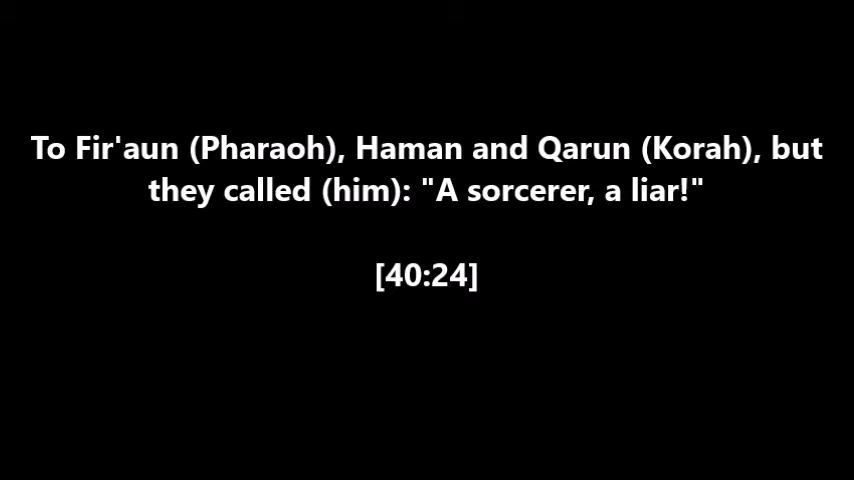 To Fir'aun (Pharaoh), Haman and Qarun (Korah), but
they called (him): "A sorcerer, a liar!"
[40:24]